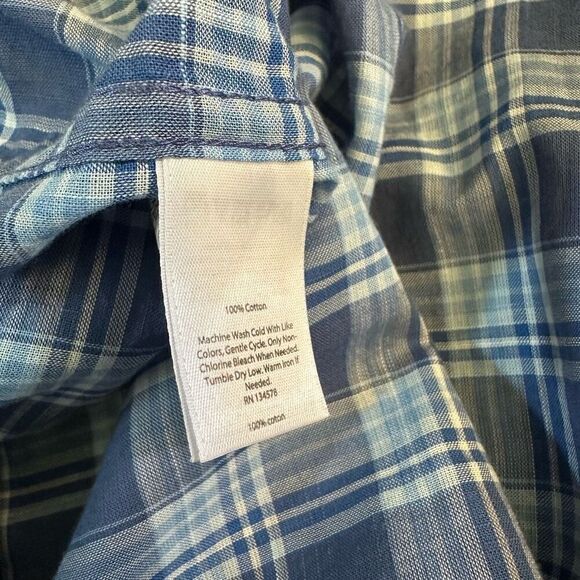 100% Cotton
Machine Wash Cold With Like
Colors, Gentle Cycle. Only Non-
Chlorine Bleach When Needed.
Tumble Dry Low. Warm Iron If
Needed.
RN 134578
100% cotton